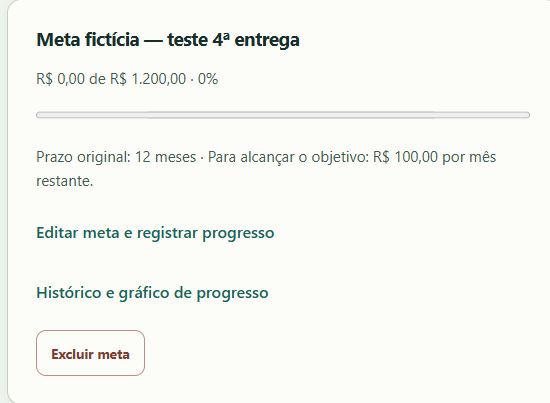 Meta fictícia — teste 4ª entrega
R$ 0,00 de R$ 1.200,00 · 0%
Prazo original: 12 meses · Para alcançar o objetivo: R$ 100,00 por mês
restante.
Editar meta e registrar progresso
Histórico e gráfico de progresso
Excluir meta